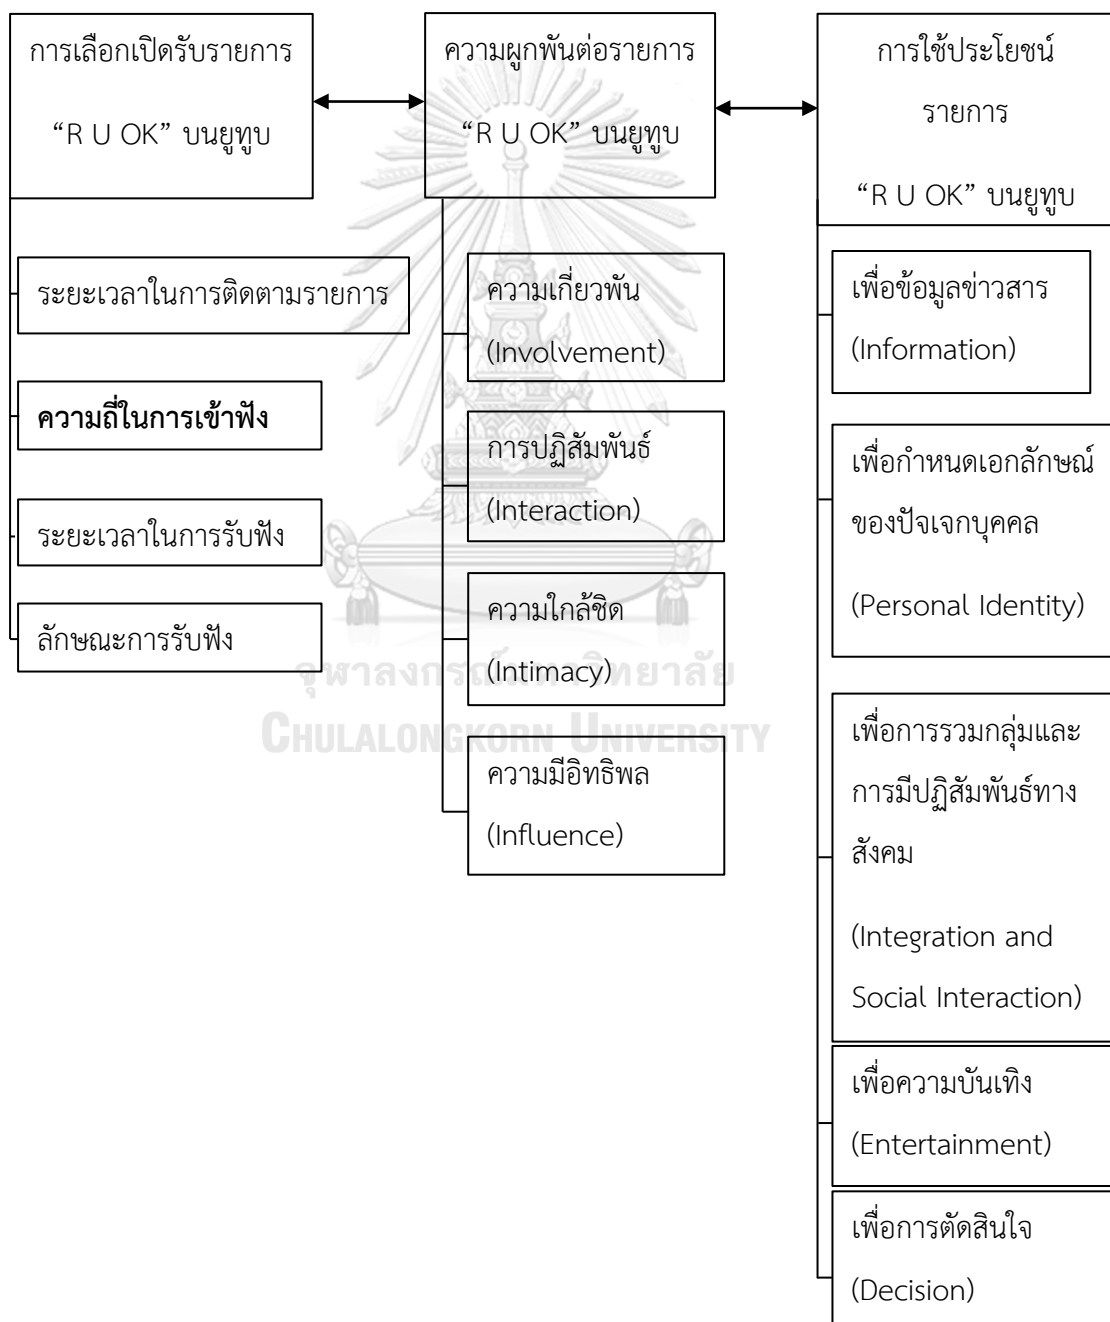 การเลือกเปิดรับรายการ
“R U OK” บนยูทูบ
ระยะเวลาในการติดตามรายการ
ความถี่ในการเข้าฟัง
ระยะเวลาในการรับฟัง
ลักษณะการรับฟัง
ความผูกพันต่อรายการ
“R U OK” บนยูทูบ
ความเกี่ยวพัน
(Involvement)
การปฏิสัมพันธ์
(Interaction)
ความใกล้ชิด
(Intimacy)
ความมีอิทธิพล
(Influence)
การใช้ประโยชน์
รายการ
“R U OK” บนยูทูบ
เพื่อข้อมูลข่าวสาร
(Information)
เพื่อกำหนดเอกลักษณ์
ของปัจเจกบุคคล
(Personal Identity)
เพื่อการรวมกลุ่มและ
การมีปฏิสัมพันธ์ทาง
สังคม
(Integration and
Social Interaction)
เพื่อความบันเทิง
(Entertainment)
เพื่อการตัดสินใจ
(Decision)
จุฬาลงกรณ์มหาวิทยาลัย
CHULALONGKORN UNIVERSITY